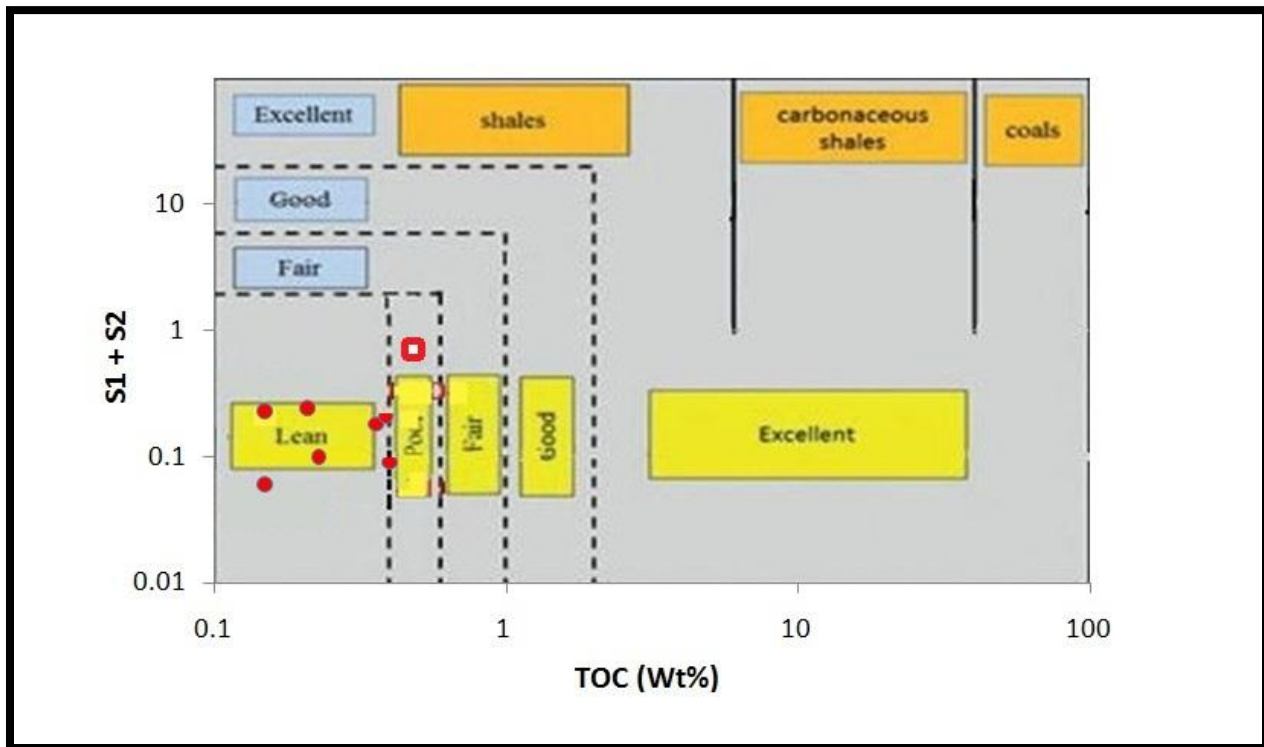 Excellent
shales
carbonaceous
shales
coals
Good
10
Fair
S1 + S2
1
Lean
Fair
Good
Excellent
0.1
0.01
0.1
1
10
100
TOC (Wt%)